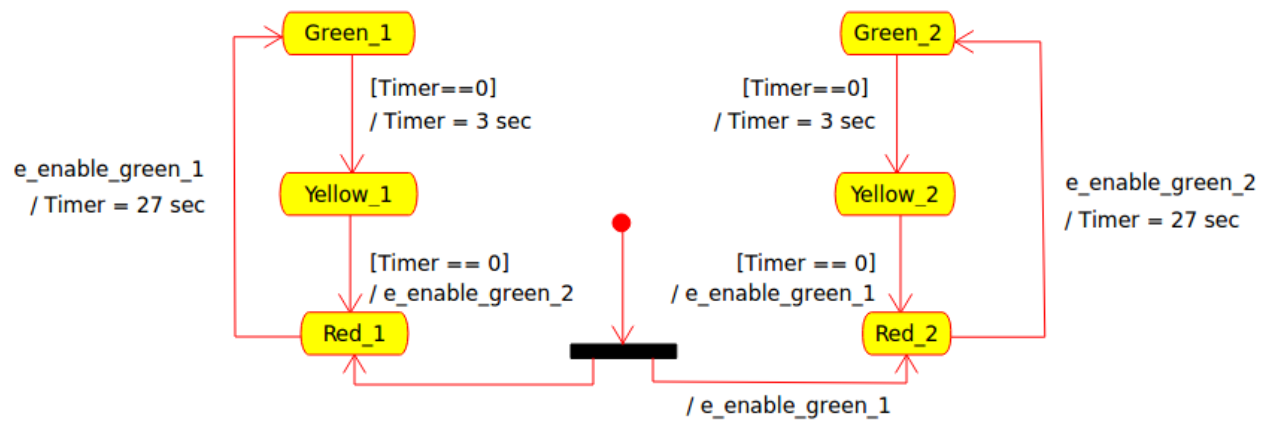 Green_1
Green_2
[Timer==0]
/ Timer = 3 sec
[Timer==0]
/ Timer = 3 sec
e_enable_green_1
/ Timer = 27 sec
Yellow_1
Yellow_2
e_enable_green_2
/ Timer = 27 sec
[Timer == 0]
/ e_enable_green_2
[Timer == 0]
/ e_enable_green_1
Red_1
Red_2
/ e_enable_green_1